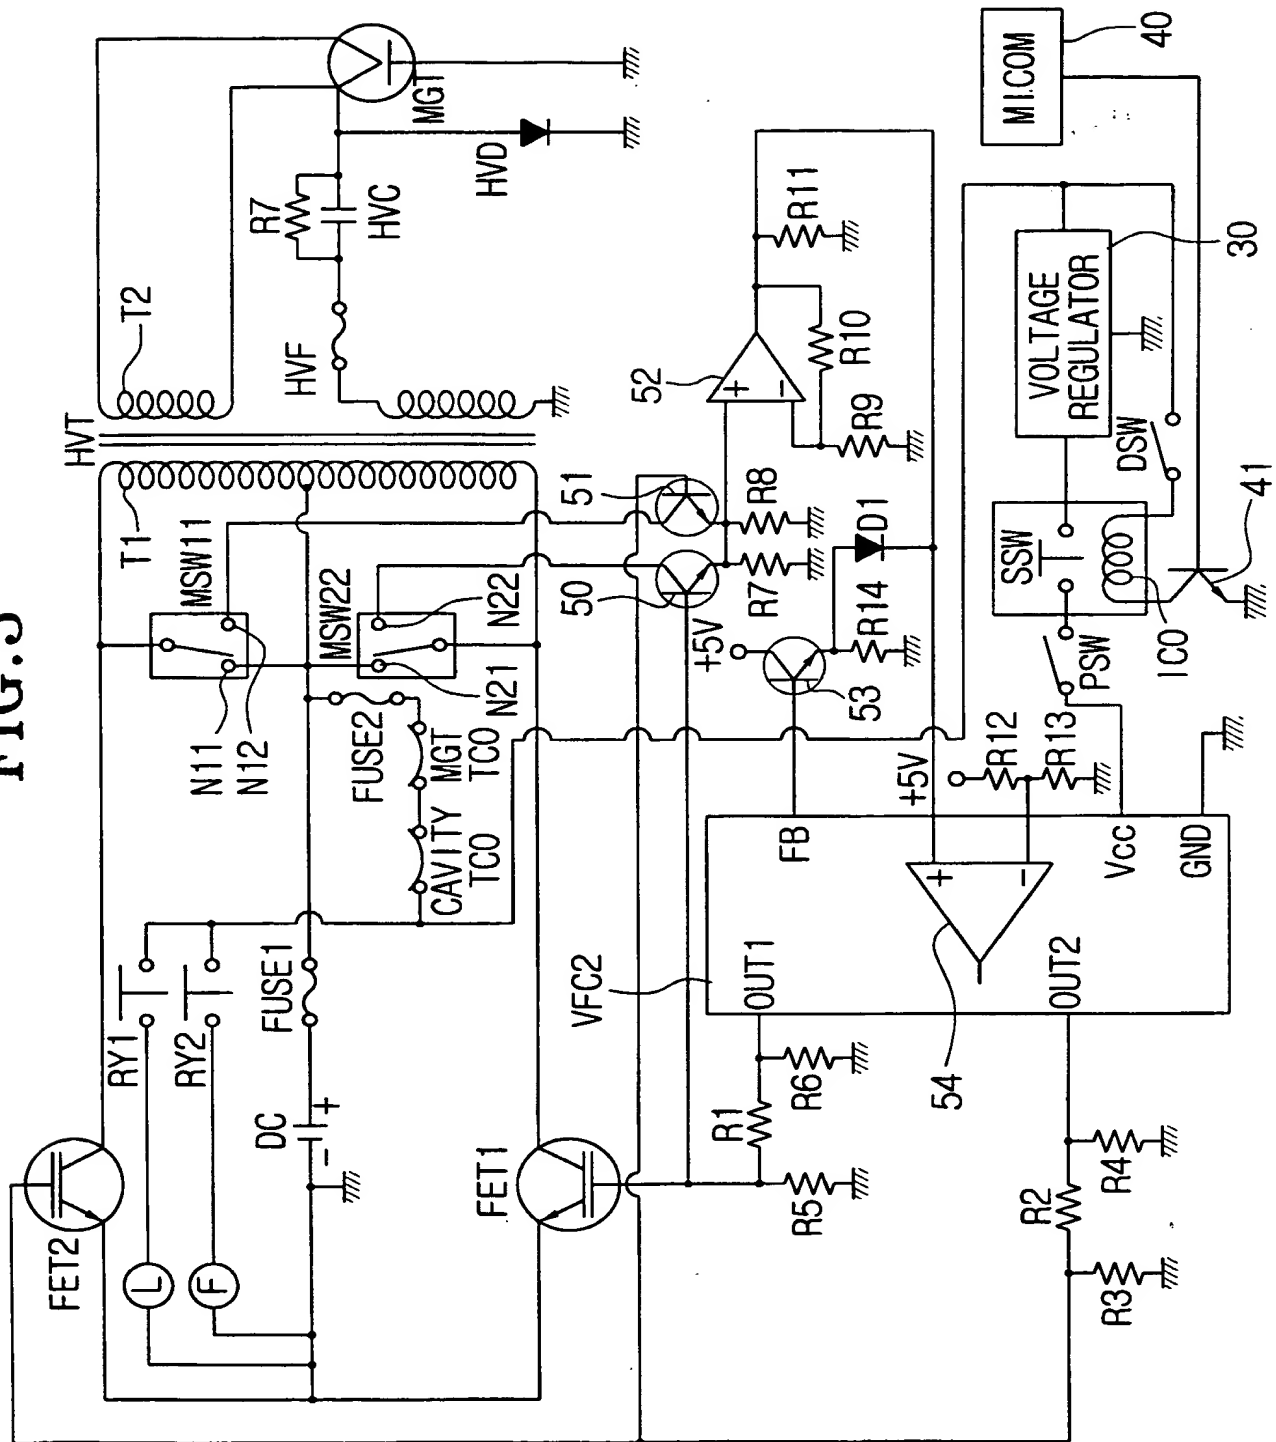 FIG.3
HVT
T2
T1
MGT
R7
HVC
HVD
HVF
MSW11
MSW22
N11
N12
N21
N22
FUSE2
MGT
TCO
CAVITY
TCO
RY1
RY2
FUSE1
DC
+
-
FET2
FET1
L
F
50
51
52
+
-
R7
R8
R9
R10
R11
+5V
53
R14
D1
VFC2
OUT1
OUT2
FB
Vcc
GND
+
-
54
+5V
R12
R13
R1
R6
R5
R2
R4
R3
PSW
SSW
ICO
DSW
VOLTAGE
REGULATOR
30
MI.COM
40
41